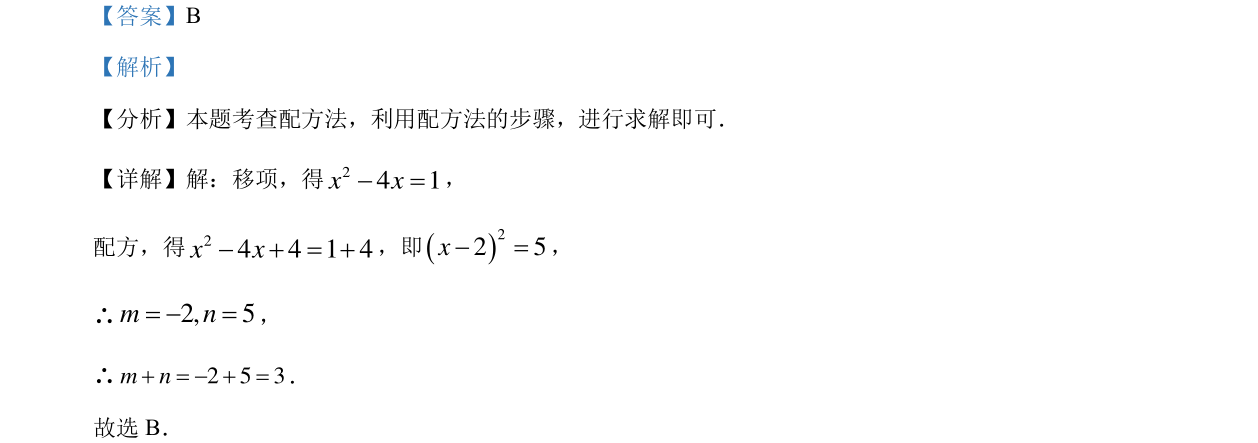 【答案】B
【解析】
【分析】本题考查配方法，利用配方法的步骤，进行求解即可．
【详解】解：移项，得 x² − 4x = 1，
配方，得 x² − 4x + 4 = 1 + 4，即 (x − 2)² = 5，
∴ m = −2, n = 5，
∴ m + n = −2 + 5 = 3．
故选 B．